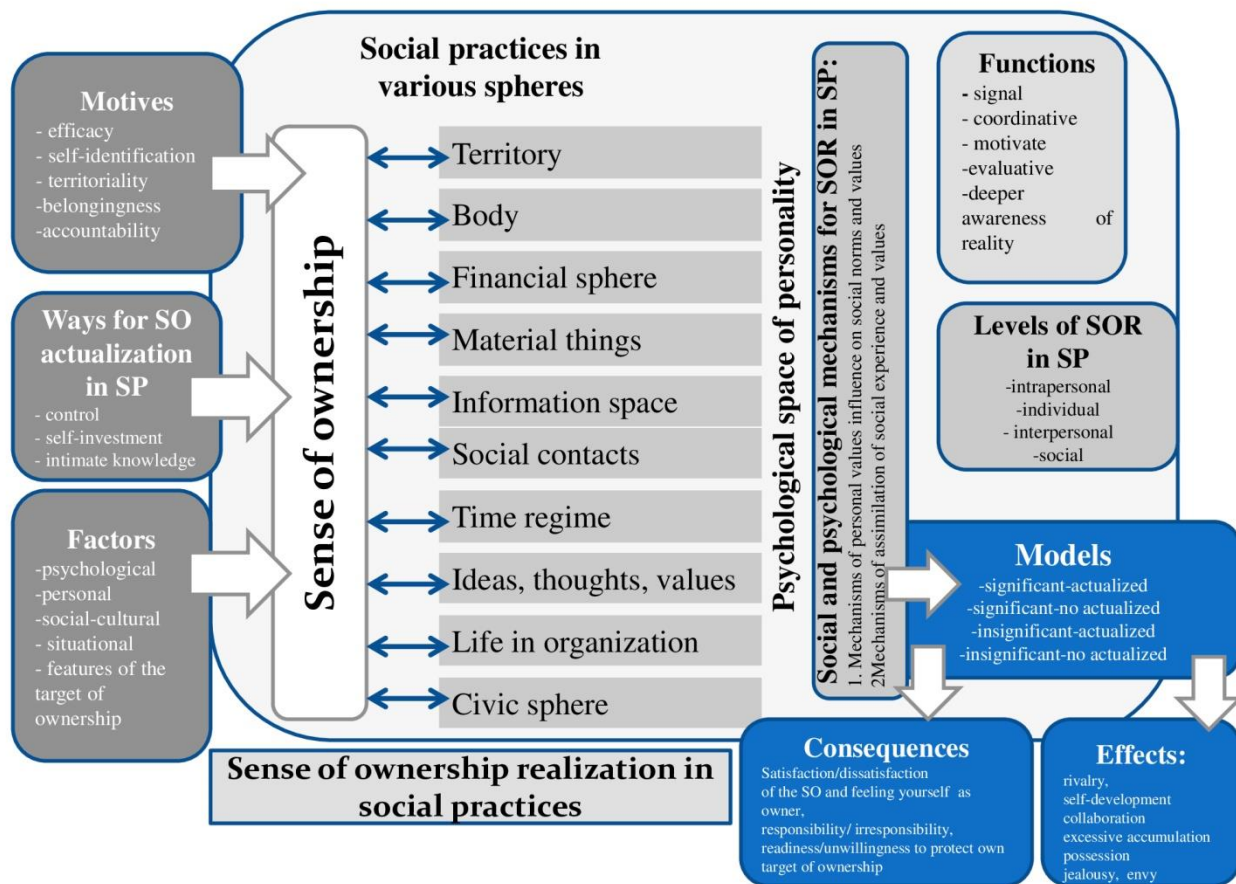 Social practices in
various spheres
Motives
- efficacy
- self-identification
- territoriality
-belongingness
-accountability
Ways for SO
actualization
in SP
- control
- self-investment
- intimate knowledge
Factors
-psychological
-personal
-social-cultural
- situational
- features of the
target of
ownership
Sense of ownership
Territory
Body
Financial sphere
Material things
Information space
Social contacts
Time regime
Ideas, thoughts, values
Life in organization
Civic sphere
Psychological space of personality
Social and psychological mechanisms for SOR in SP:
1. Mechanisms of personal values influence on social norms and values
2Mechanisms of assimilation of social experience and values
Functions
- signal
- coordinative
- motivate
-evaluative
-deeper
awareness of
reality
Levels of SOR
in SP
-intrapersonal
-individual
- interpersonal
-social
Models
-significant-actualized
-significant-no actualized
-insignificant-actualized
-insignificant-no actualized
Sense of ownership realization in
social practices
Consequences
Satisfaction/dissatisfaction
of the SO and feeling yourself as
owner,
responsibility/ irresponsibility,
readiness/unwillingness to protect own
target of ownership
Effects:
rivalry,
self-development
collaboration
excessive accumulation
possession
jealousy, envy